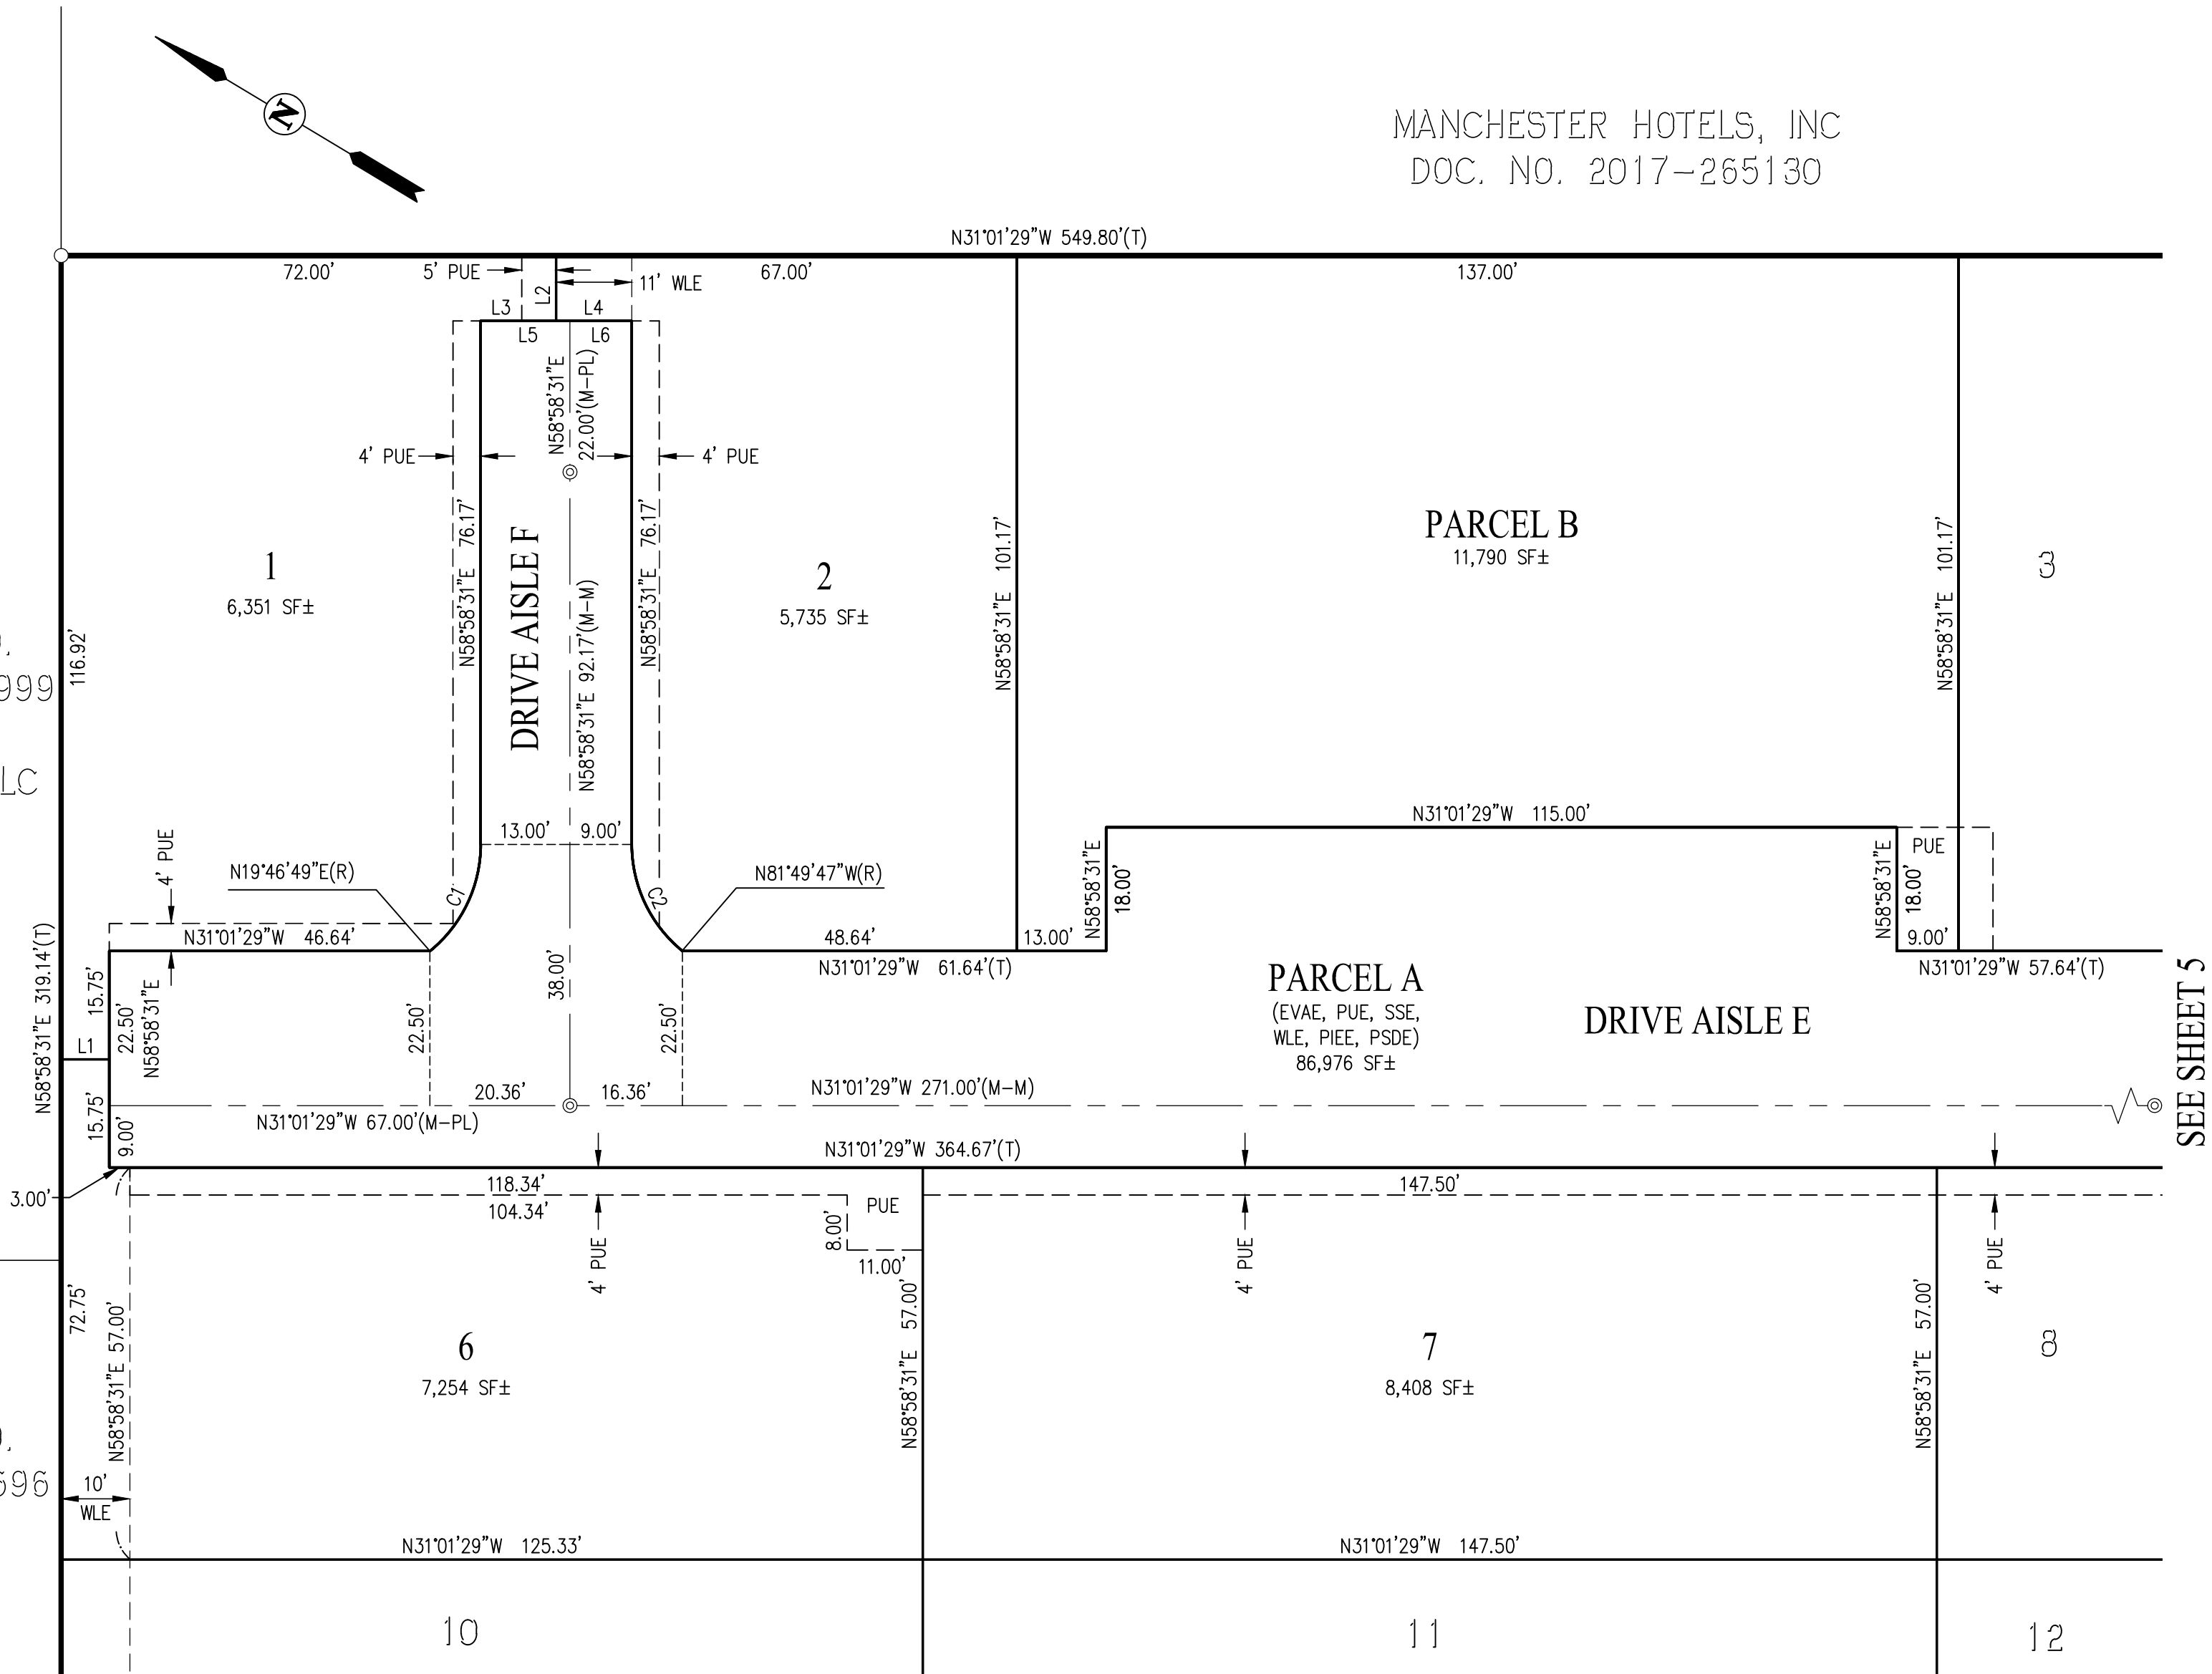 N
MANCHESTER HOTELS, INC
DOC. NO. 2017-265130
N31°01'29"W 549.80'(T)
72.00'
5' PUE
67.00'
137.00'
11' WLE
L2
L3
L4
L5
L6
N58°58'31"E
22.00'(M-PL)
4' PUE
4' PUE
N58°58'31"E 76.17'
DRIVE AISLE F
N58°58'31"E 92.17'(M-M)
N58°58'31"E 76.17'
1
6,351 SF±
2
5,735 SF±
N58°58'31"E 101.17'
PARCEL B
11,790 SF±
N58°58'31"E 101.17'
3
116.92'
999
LC
13.00'
9.00'
N31°01'29"W 115.00'
PUE
4' PUE
N19°46'49"E(R)
C1
C2
N81°49'47"W(R)
N58°58'31"E
18.00'
N58°58'31"E
18.00'
N31°01'29"W 46.64'
48.64'
13.00'
9.00'
N31°01'29"W 61.64'(T)
N31°01'29"W 57.64'(T)
N58°58'31"E 319.14'(T)
15.75'
22.50'
N58°58'31"E
L1
22.50'
38.00'
22.50'
PARCEL A
(EVAE, PUE, SSE,
WLE, PIEE, PSDE)
86,976 SF±
DRIVE AISLE E
SEE SHEET 5
20.36'
16.36'
N31°01'29"W 271.00'(M-M)
15.75'
9.00'
N31°01'29"W 67.00'(M-PL)
N31°01'29"W 364.67'(T)
3.00'
118.34'
104.34'
PUE
8.00'
11.00'
147.50'
4' PUE
4' PUE
4' PUE
72.75'
N58°58'31"E 57.00'
6
7,254 SF±
N58°58'31"E 57.00'
7
8,408 SF±
N58°58'31"E 57.00'
8
696
10'
WLE
N31°01'29"W 125.33'
N31°01'29"W 147.50'
10
11
12